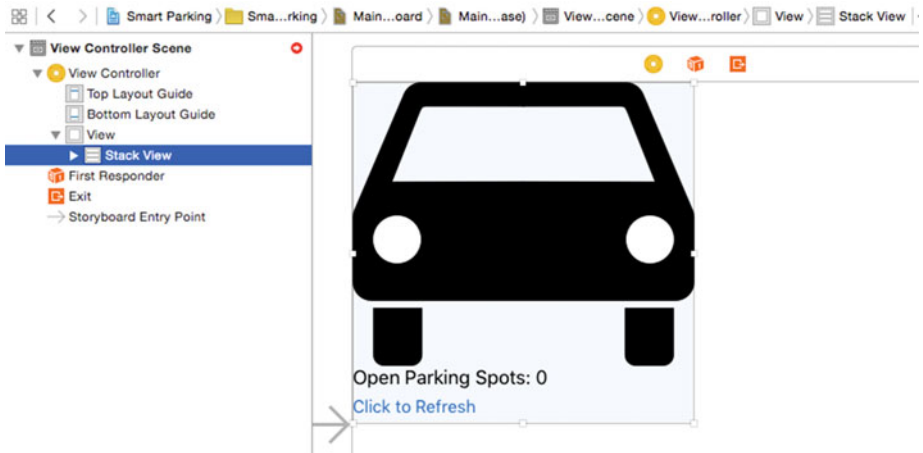 Smart Parking Sma...rking Main...oard Main...ase) View...cene View...roller View Stack View
View Controller Scene
View Controller
Top Layout Guide
Bottom Layout Guide
View
Stack View
First Responder
Exit
Storyboard Entry Point
Open Parking Spots: 0
Click to Refresh